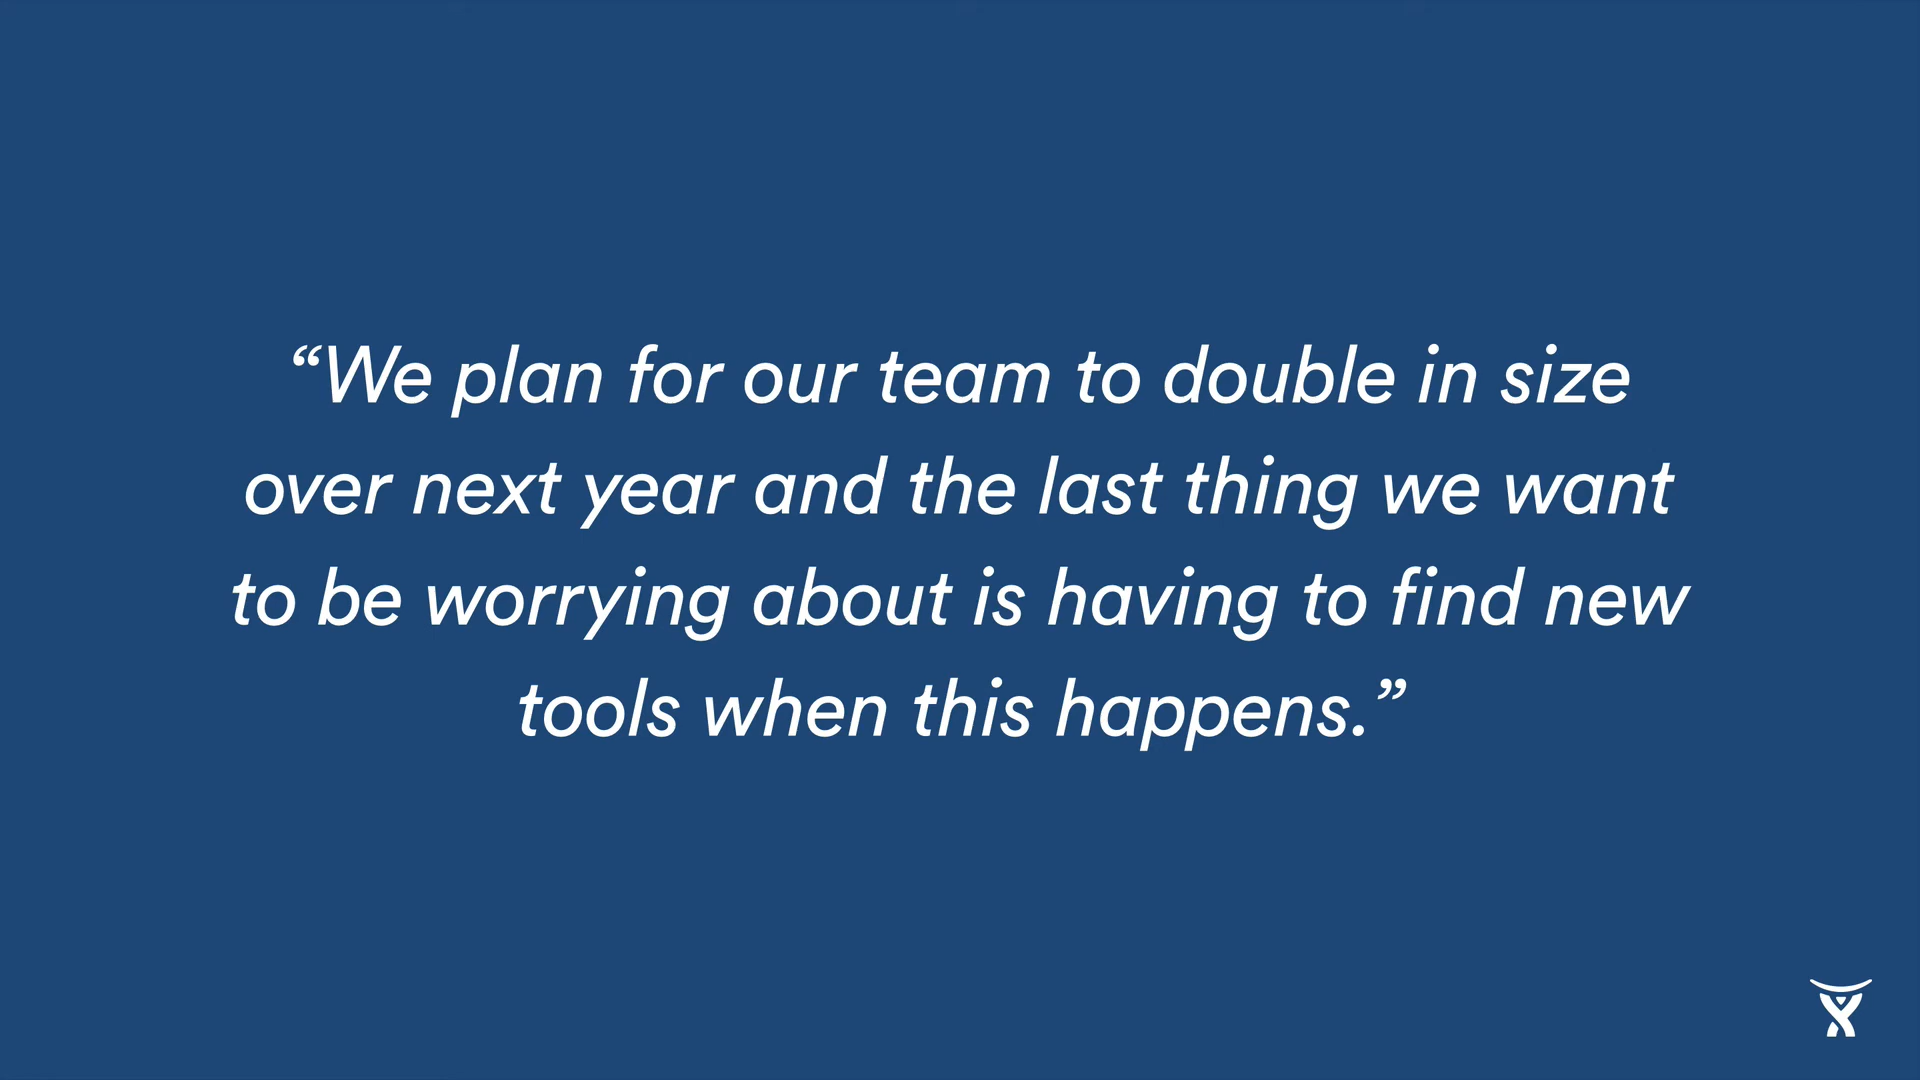 “We plan for our team to double in size
over next year and the last thing we want
to be worrying about is having to find new
tools when this happens.”